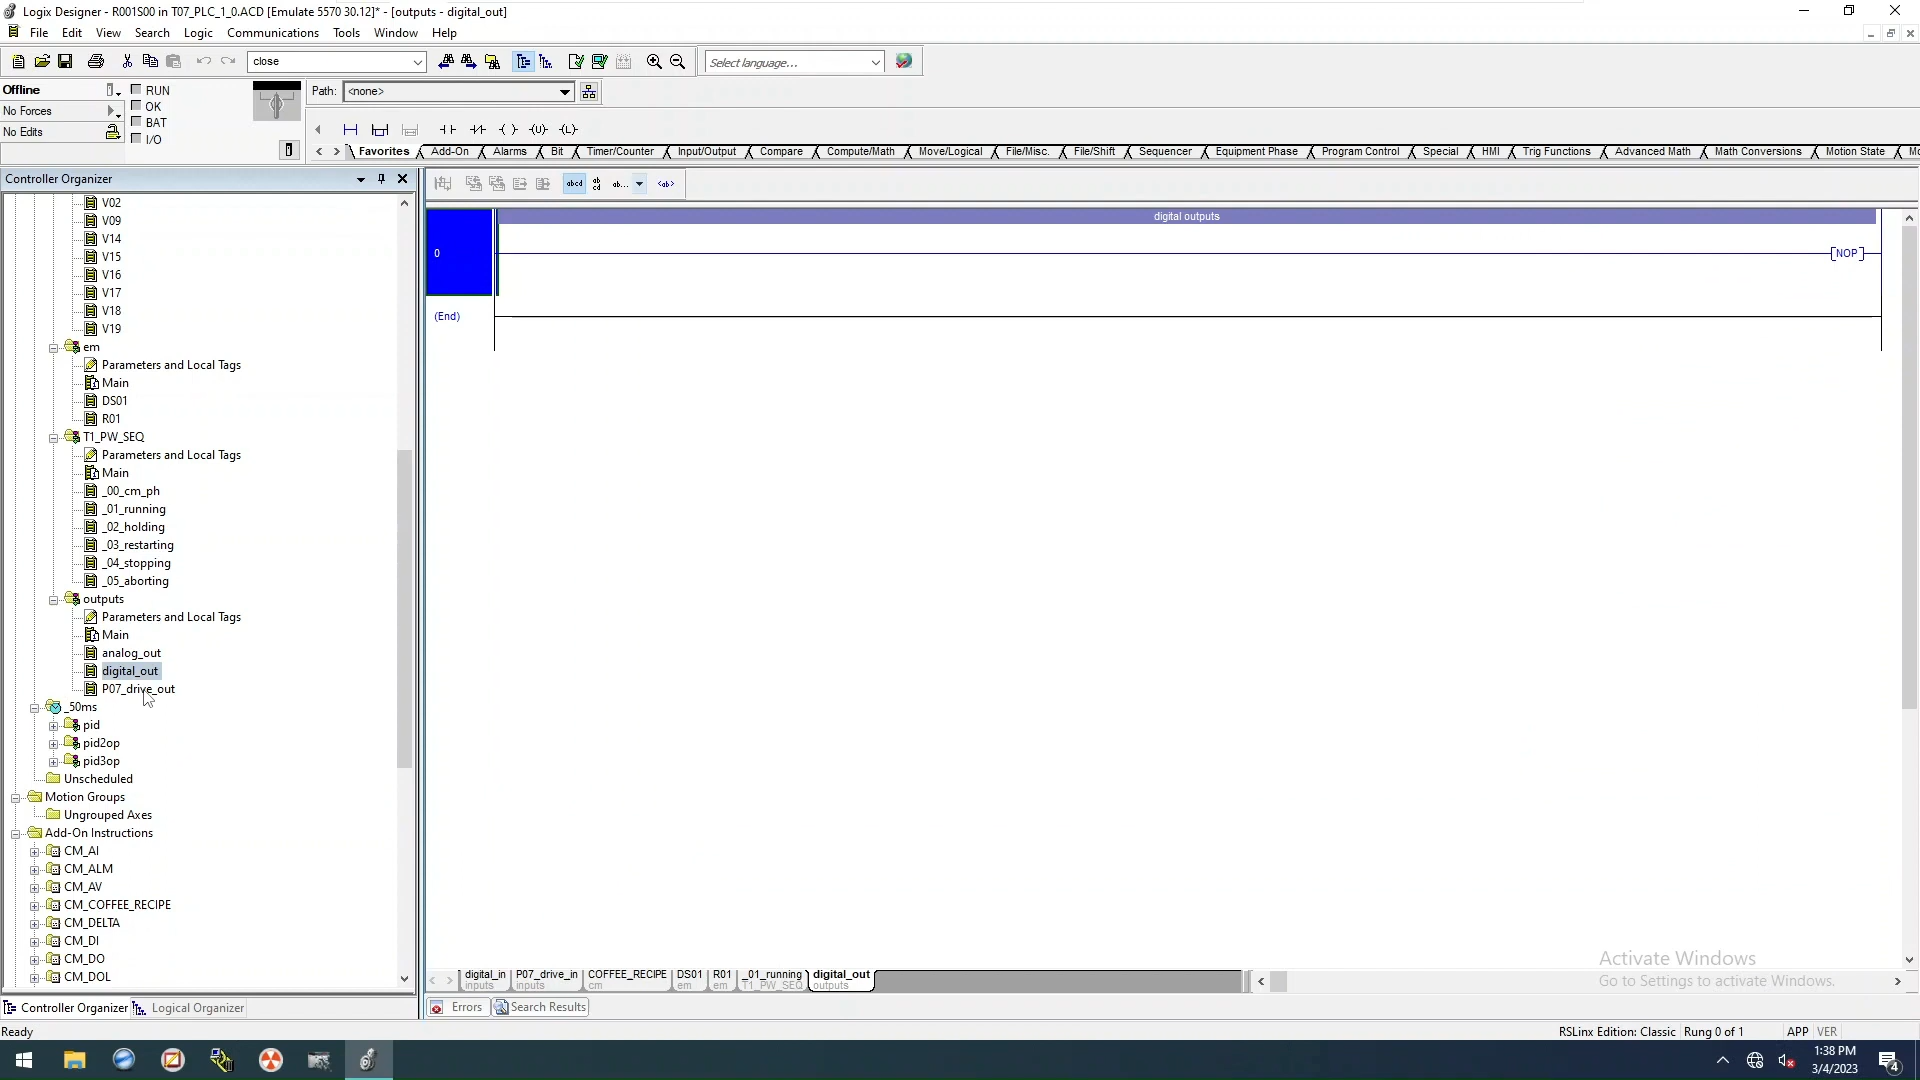 Logix Designer - R001S00 in T07_PLC_1_0.ACD [Emulate 5570 30.12]* - [outputs - digital_out]
File Edit View Search Logic Communications Tools Window Help
close
Select language...
Offline
RUN
Path: <none>
No Forces
OK
BAT
No Edits
I/O
Favorites Add-On Alarms Bit Timer/Counter Input/Output Compare Compute/Math Move/Logical File/Misc. File/Shift Sequencer Equipment Phase Program Control Special HMI Trig Functions Advanced Math Math Conversions Motion State
Controller Organizer
V02
V09
V14
V15
V16
V17
V18
V19
em
Parameters and Local Tags
Main
DS01
R01
T1_PW_SEQ
Parameters and Local Tags
Main
_00_cm_ph
_01_running
_02_holding
_03_restarting
_04_stopping
_05_aborting
outputs
Parameters and Local Tags
Main
analog_out
digital_out
P07_drive_out
_50ms
pid
pid2op
pid3op
Unscheduled
Motion Groups
Ungrouped Axes
Add-On Instructions
CM_AI
CM_ALM
CM_AV
CM_COFFEE_RECIPE
CM_DELTA
CM_DI
CM_DO
CM_DOL
Controller Organizer Logical Organizer
digital outputs
0
NOP
(End)
Activate Windows
Go to Settings to activate Windows.
digital_in P07_drive_in COFFEE_RECIPE DS01 R01 _01_running digital_out
inputs inputs cm em em T1_PW_SEQ outputs
Errors Search Results
Ready
RSLinx Edition: Classic Rung 0 of 1 APP VER
1:38 PM
3/4/2023
4